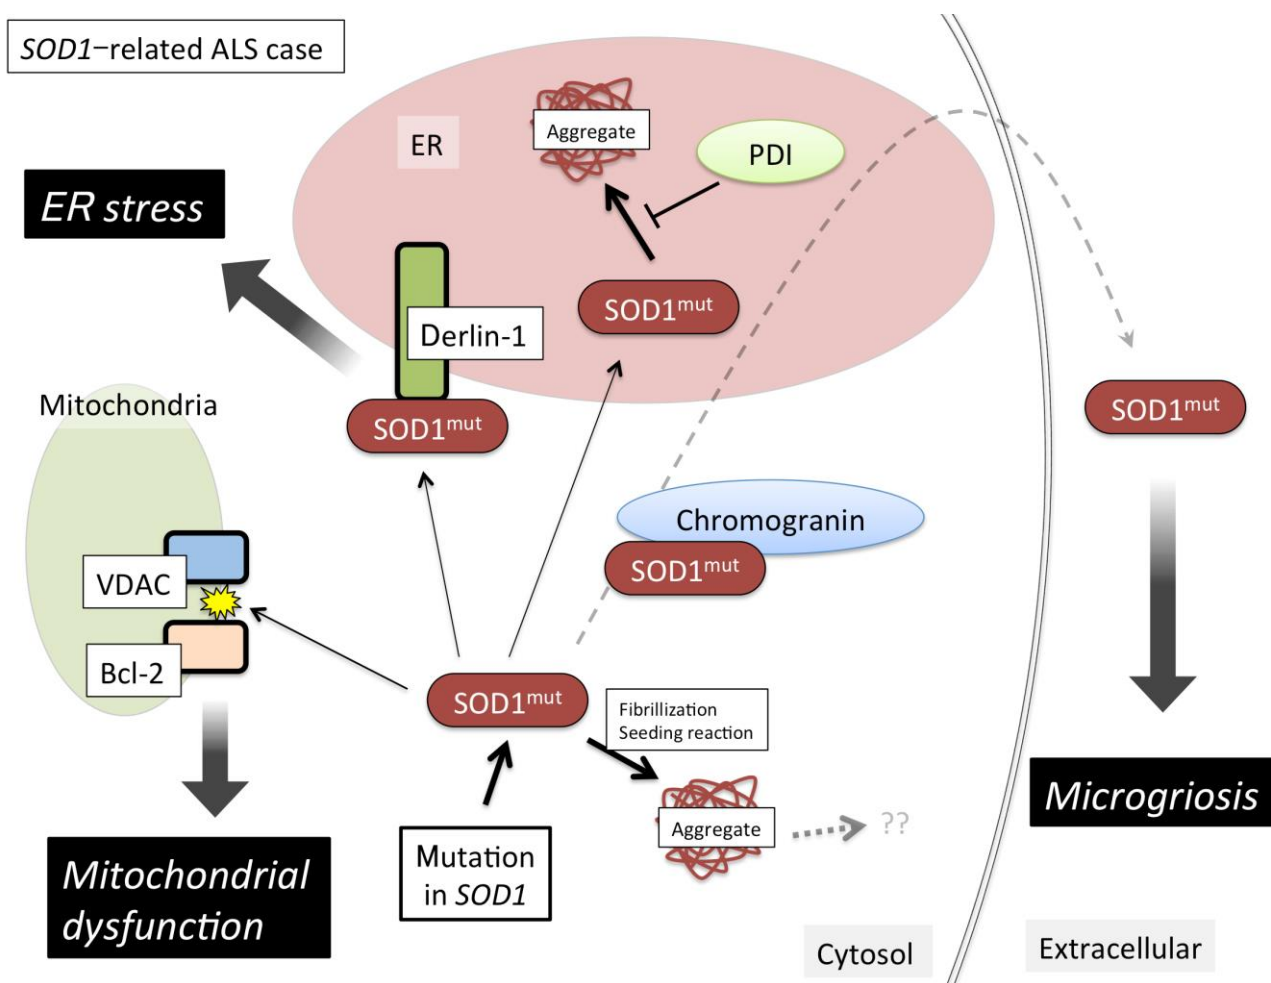 SOD1–related ALS case
ER
Aggregate
PDI
ER stress
SOD1mut
Derlin-1
Mitochondria
SOD1mut
SOD1mut
Chromogranin
SOD1mut
VDAC
Bcl-2
SOD1mut
Fibrillization
Seeding reaction
Microgriosis
Aggregate
??
Mutation
in SOD1
Mitochondrial
dysfunction
Cytosol
Extracellular